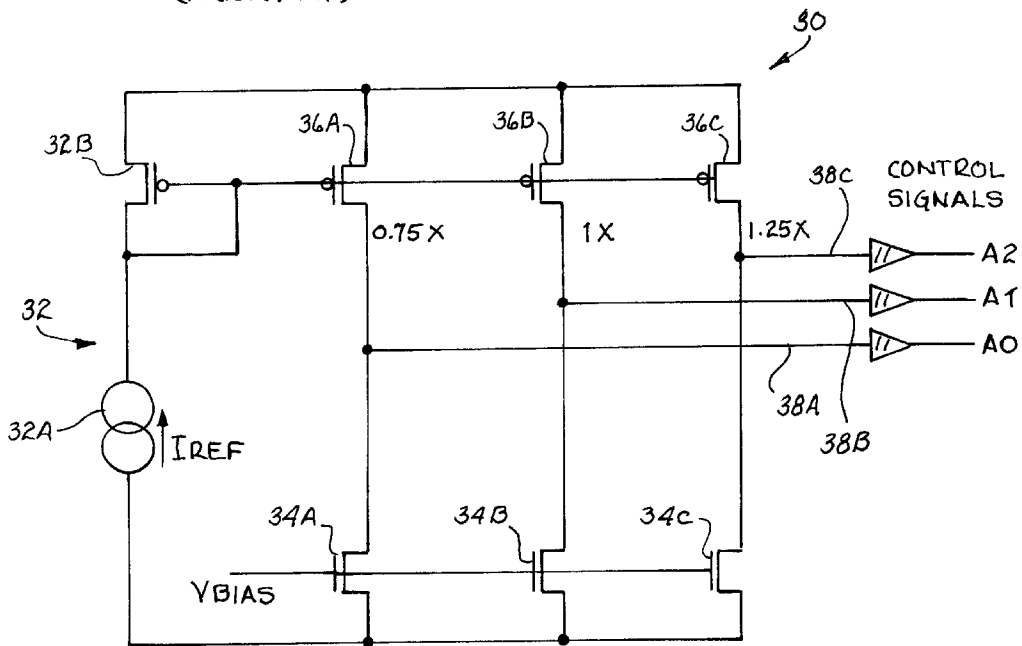 30
32B
36A
36B
36C
38C
CONTROL
SIGNALS
0.75X
1X
1.25X
A2
32
A1
A0
38A
32A
38B
IREF
34A
34B
34C
VBIAS